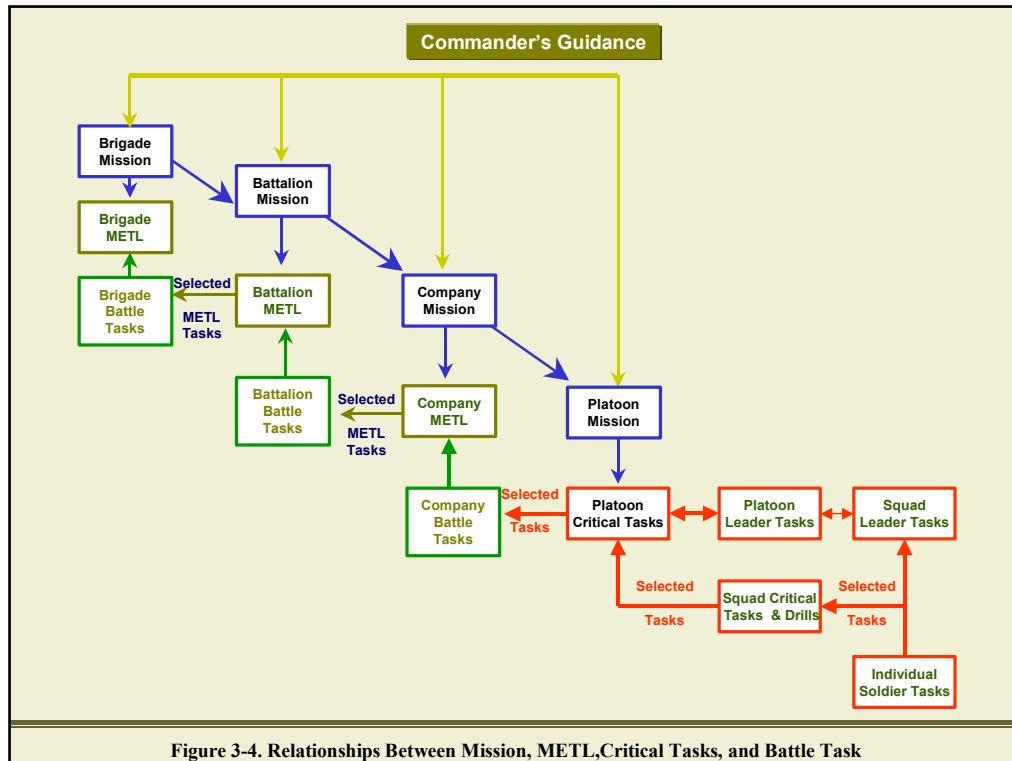 Commander’s Guidance
Brigade
Mission
Battalion
Mission
Brigade
METL
Company
Mission
Brigade
Battle
Tasks
Selected
METL
Tasks
Battalion
METL
Platoon
Mission
Battalion
Battle
Tasks
Selected
METL
Tasks
Company
METL
Company
Battle
Tasks
Selected
Tasks
Platoon
Critical Tasks
Platoon
Leader Tasks
Squad
Leader Tasks
Selected
Tasks
Squad Critical
Tasks & Drills
Selected
Tasks
Individual
Soldier Tasks
Figure 3-4. Relationships Between Mission, METL,Critical Tasks, and Battle Task